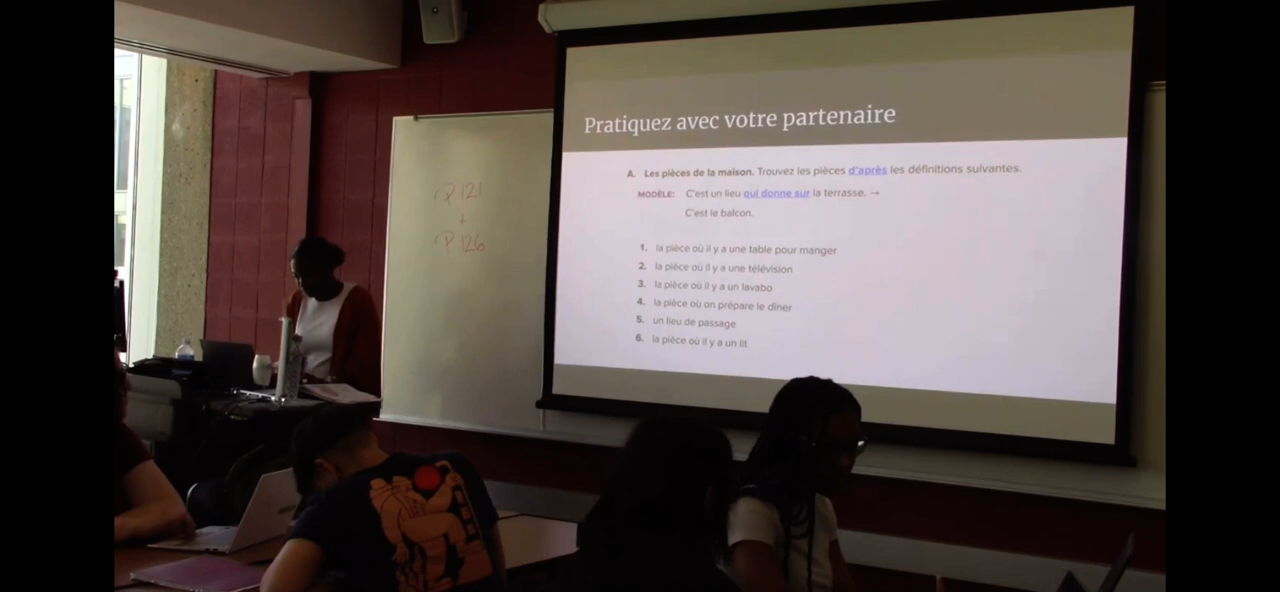 Pratiquez avec votre partenaire
A. Les pièces de la maison. Trouvez les pièces d'après les définitions suivantes.
MODÈLE: C'est un lieu qui donne sur la terrasse. →
C'est le balcon.
1. la pièce où il y a une table pour manger
2. la pièce où il y a une télévision
3. la pièce où il y a un lavabo
4. la pièce où on prépare le dîner
5. un lieu de passage
6. la pièce où il y a un lit
P 121
+
P 126